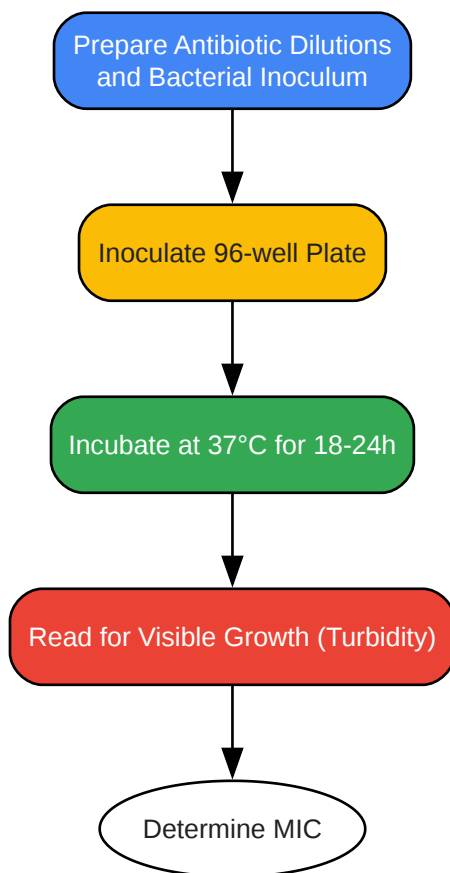 Prepare Antibiotic Dilutions
and Bacterial Inoculum
Inoculate 96-well Plate
Incubate at 37°C for 18-24h
Read for Visible Growth (Turbidity)
Determine MIC